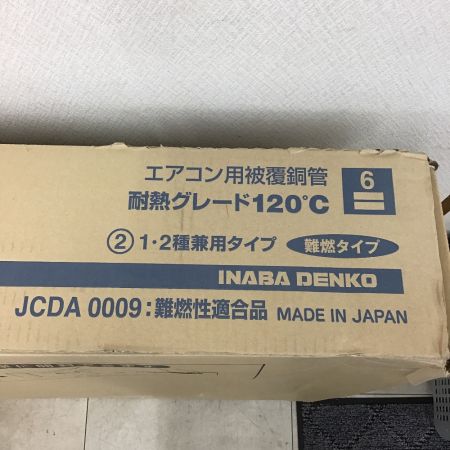 エアコン用被覆銅管
6
耐熱グレード120℃
② 1・2種兼用タイプ 難燃タイプ
INABA DENKO
JCDA 0009:難燃性適合品 MADE IN JAPAN